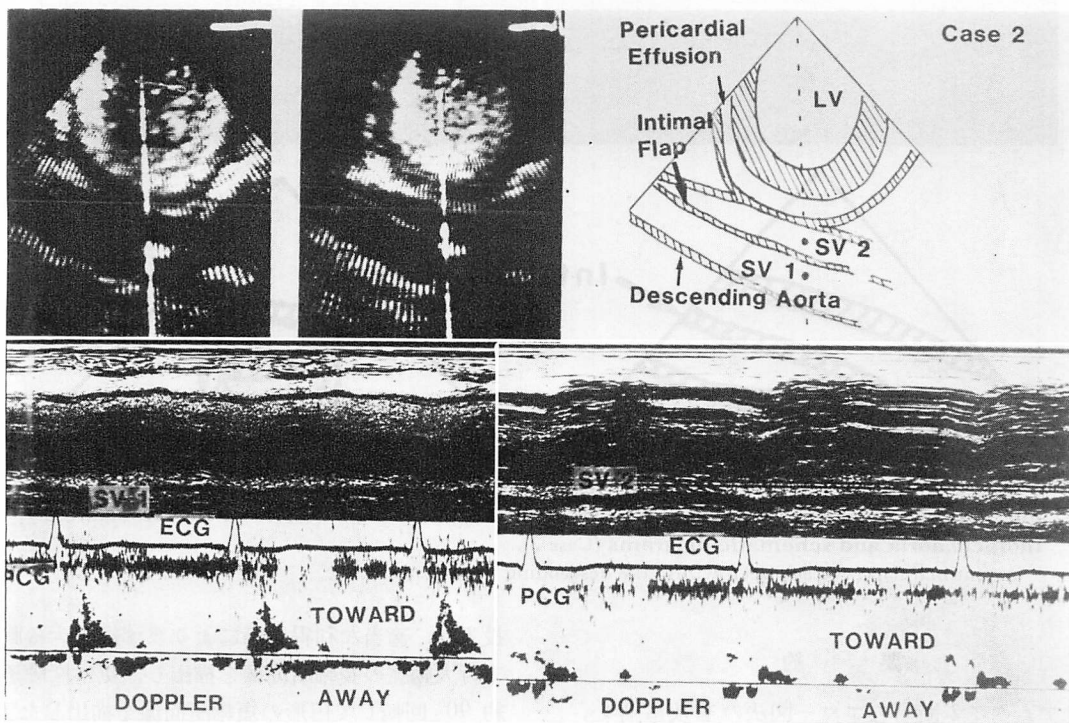 Case 2
Pericardial
Effusion
LV
Intimal
Flap
SV 2
SV 1
Descending Aorta
SV 1
ECG
PCG
TOWARD
DOPPLER
AWAY
SV 2
ECG
PCG
TOWARD
DOPPLER
AWAY